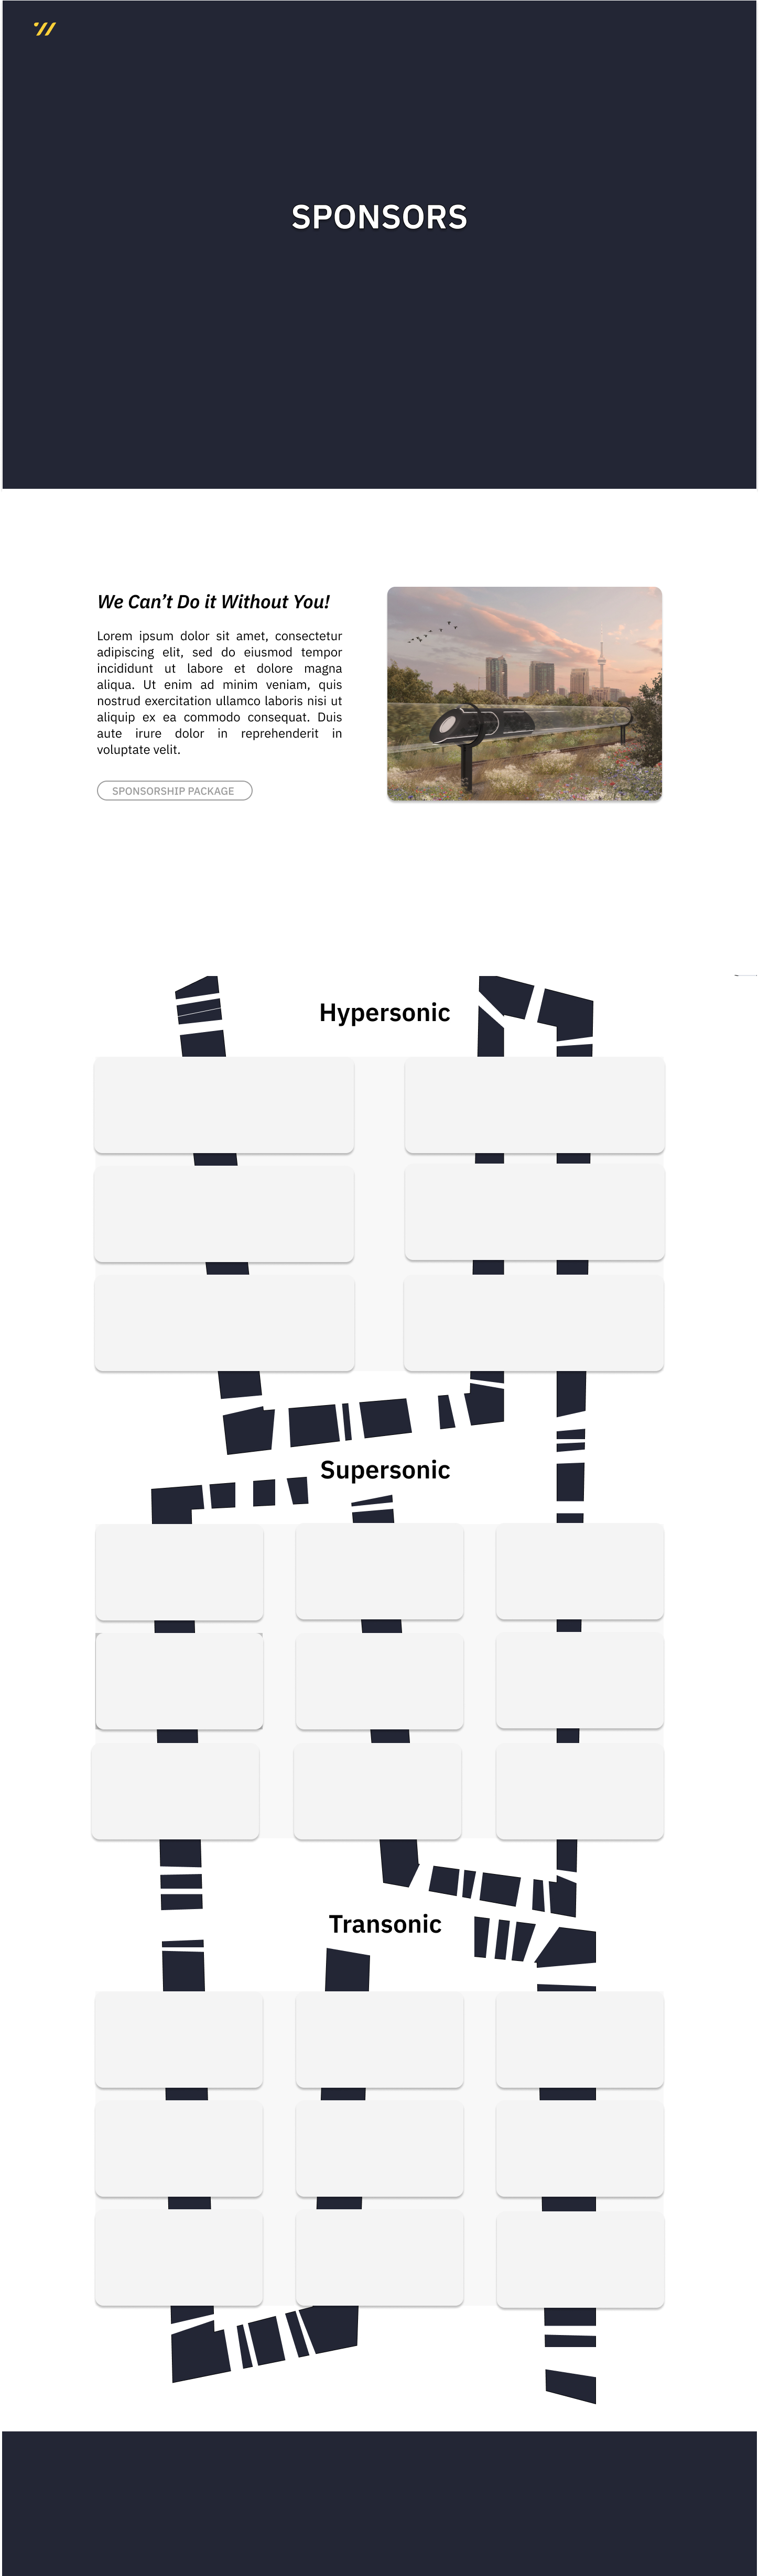 SPONSORS
We Can’t Do it Without You!
Lorem ipsum dolor sit amet, consectetur
adipiscing elit, sed do eiusmod tempor
incididunt ut labore et dolore magna
aliqua. Ut enim ad minim veniam, quis
nostrud exercitation ullamco laboris nisi ut
aliquip ex ea commodo consequat. Duis
aute irure dolor in reprehenderit in
voluptate velit.
SPONSORSHIP PACKAGE
Hypersonic
Supersonic
Transonic